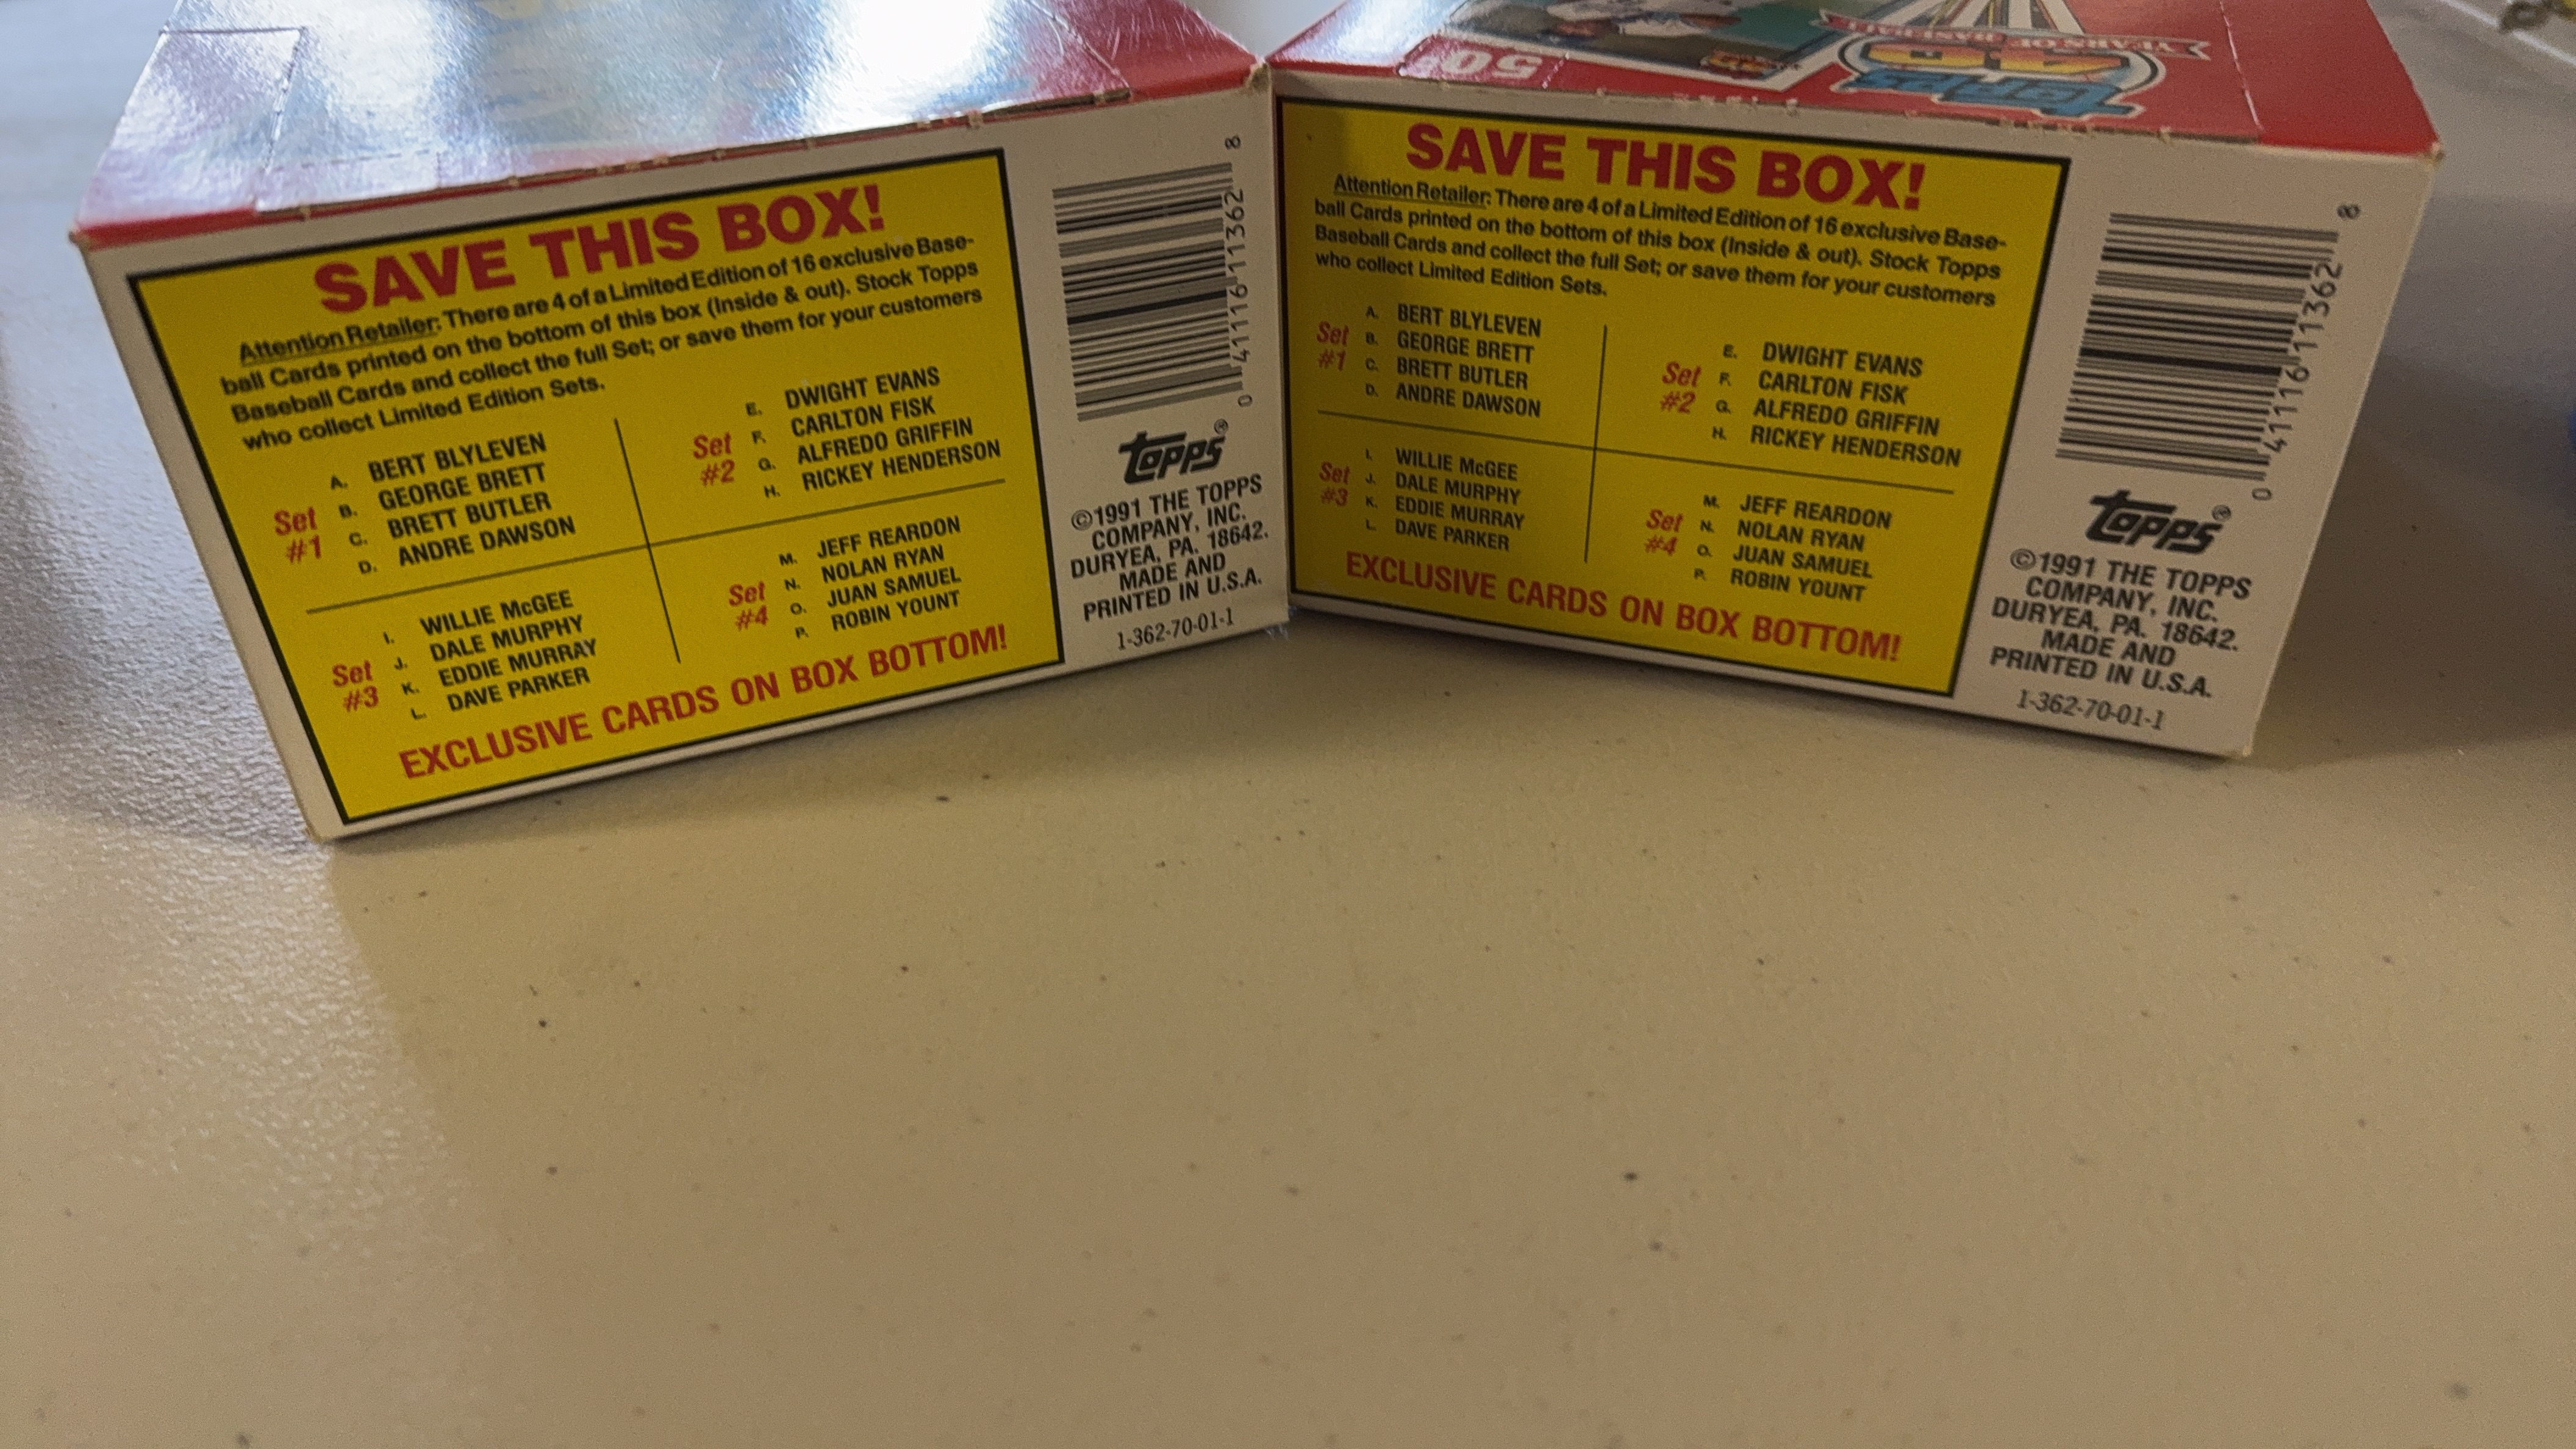 SAVE THIS BOX!
Attention Retailer: There are 4 of a Limited Edition of 16 exclusive Base-
ball Cards printed on the bottom of this box (Inside & out). Stock Topps
Baseball Cards and collect the full Set; or save them for your customers
who collect Limited Edition Sets.
Set #1
A. BERT BLYLEVEN
B. GEORGE BRETT
C. BRETT BUTLER
D. ANDRE DAWSON
Set #2
E. DWIGHT EVANS
F. CARLTON FISK
G. ALFREDO GRIFFIN
H. RICKEY HENDERSON
Set #3
I. WILLIE McGEE
J. DALE MURPHY
K. EDDIE MURRAY
L. DAVE PARKER
Set #4
M. JEFF REARDON
N. NOLAN RYAN
O. JUAN SAMUEL
P. ROBIN YOUNT
EXCLUSIVE CARDS ON BOX BOTTOM!
0 41116 11362 8
topps®
©1991 THE TOPPS
COMPANY, INC.
DURYEA, PA. 18642.
MADE AND
PRINTED IN U.S.A.
1-362-70-01-1
50¢
Topps
40
YEARS OF BASEBALL
SAVE THIS BOX!
Attention Retailer: There are 4 of a Limited Edition of 16 exclusive Base-
ball Cards printed on the bottom of this box (Inside & out). Stock Topps
Baseball Cards and collect the full Set; or save them for your customers
who collect Limited Edition Sets.
Set #1
A. BERT BLYLEVEN
B. GEORGE BRETT
C. BRETT BUTLER
D. ANDRE DAWSON
Set #2
E. DWIGHT EVANS
F. CARLTON FISK
G. ALFREDO GRIFFIN
H. RICKEY HENDERSON
Set #3
I. WILLIE McGEE
J. DALE MURPHY
K. EDDIE MURRAY
L. DAVE PARKER
Set #4
M. JEFF REARDON
N. NOLAN RYAN
O. JUAN SAMUEL
P. ROBIN YOUNT
EXCLUSIVE CARDS ON BOX BOTTOM!
0 41116 11362 8
topps®
©1991 THE TOPPS
COMPANY, INC.
DURYEA, PA. 18642.
MADE AND
PRINTED IN U.S.A.
1-362-70-01-1